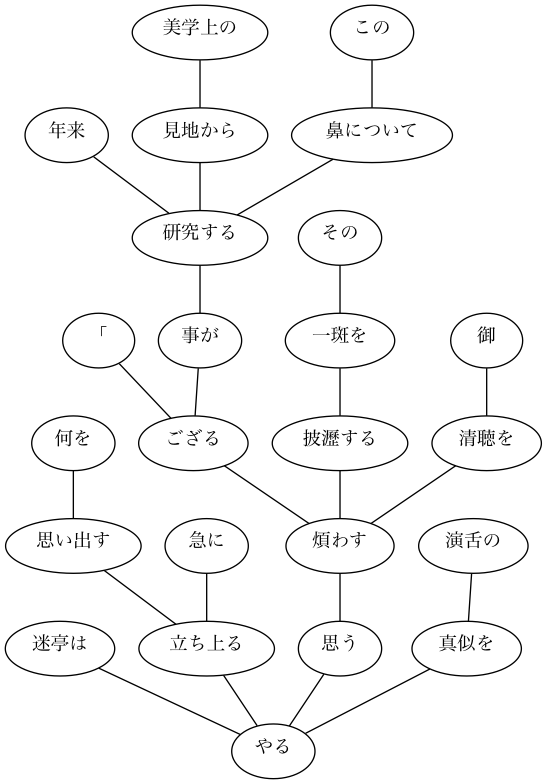 美学上の
この
年来
見地から
鼻について
研究する
その
「
事が
一斑を
御
何を
ござる
披瀝する
清聴を
思い出す
急に
煩わす
演舌の
迷亭は
立ち上る
思う
真似を
やる